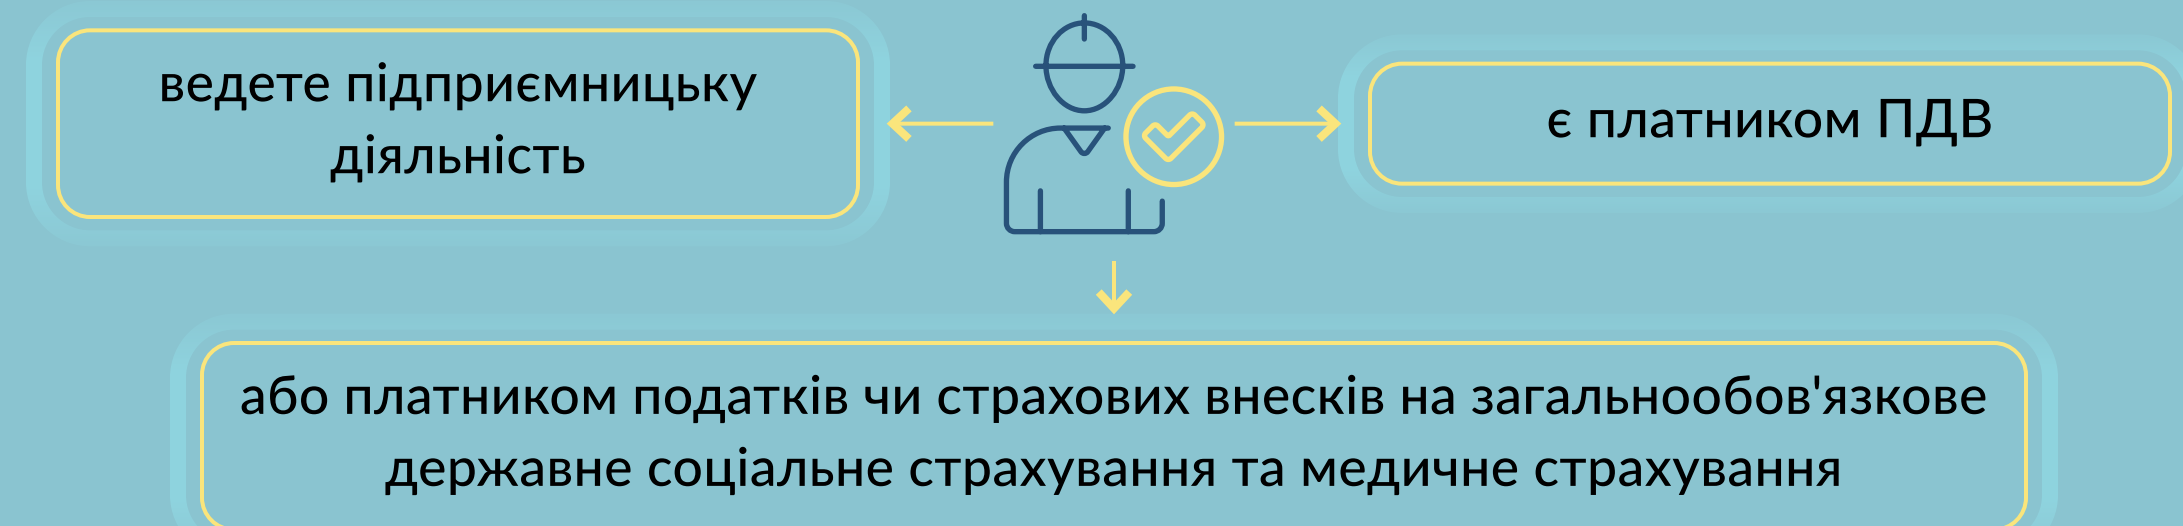 ведете підприємницьку
діяльність
є платником ПДВ
або платником податків чи страхових внесків на загальнообов'язкове
державне соціальне страхування та медичне страхування